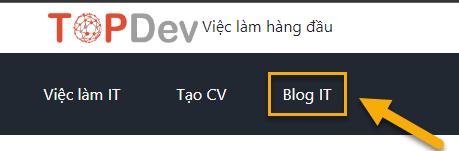 TOPDev Việc làm hàng đầu
Việc làm IT Tạo CV Blog IT